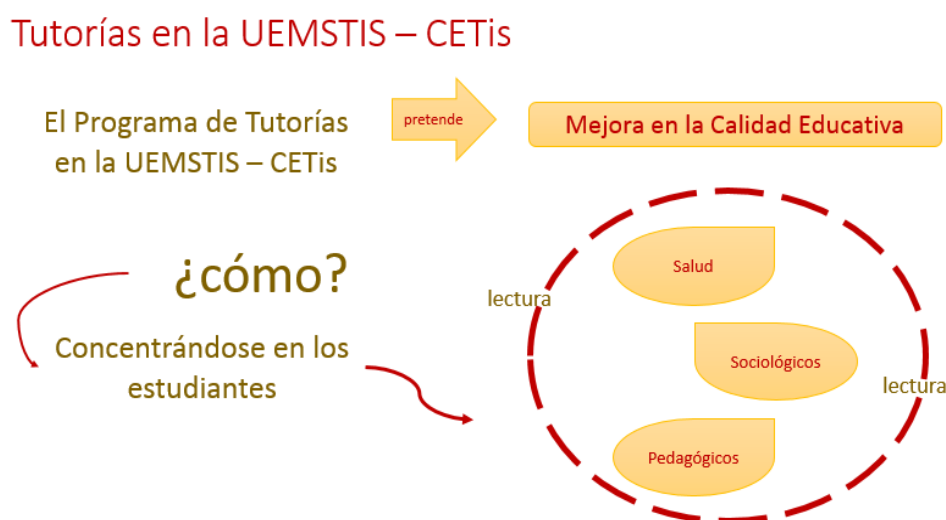 Tutorías en la UEMSTIS – CETis
El Programa de Tutorías
en la UEMSTIS – CETis
pretende
Mejora en la Calidad Educativa
¿cómo?
Concentrándose en los
estudiantes
lectura
Salud
Sociológicos
lectura
Pedagógicos